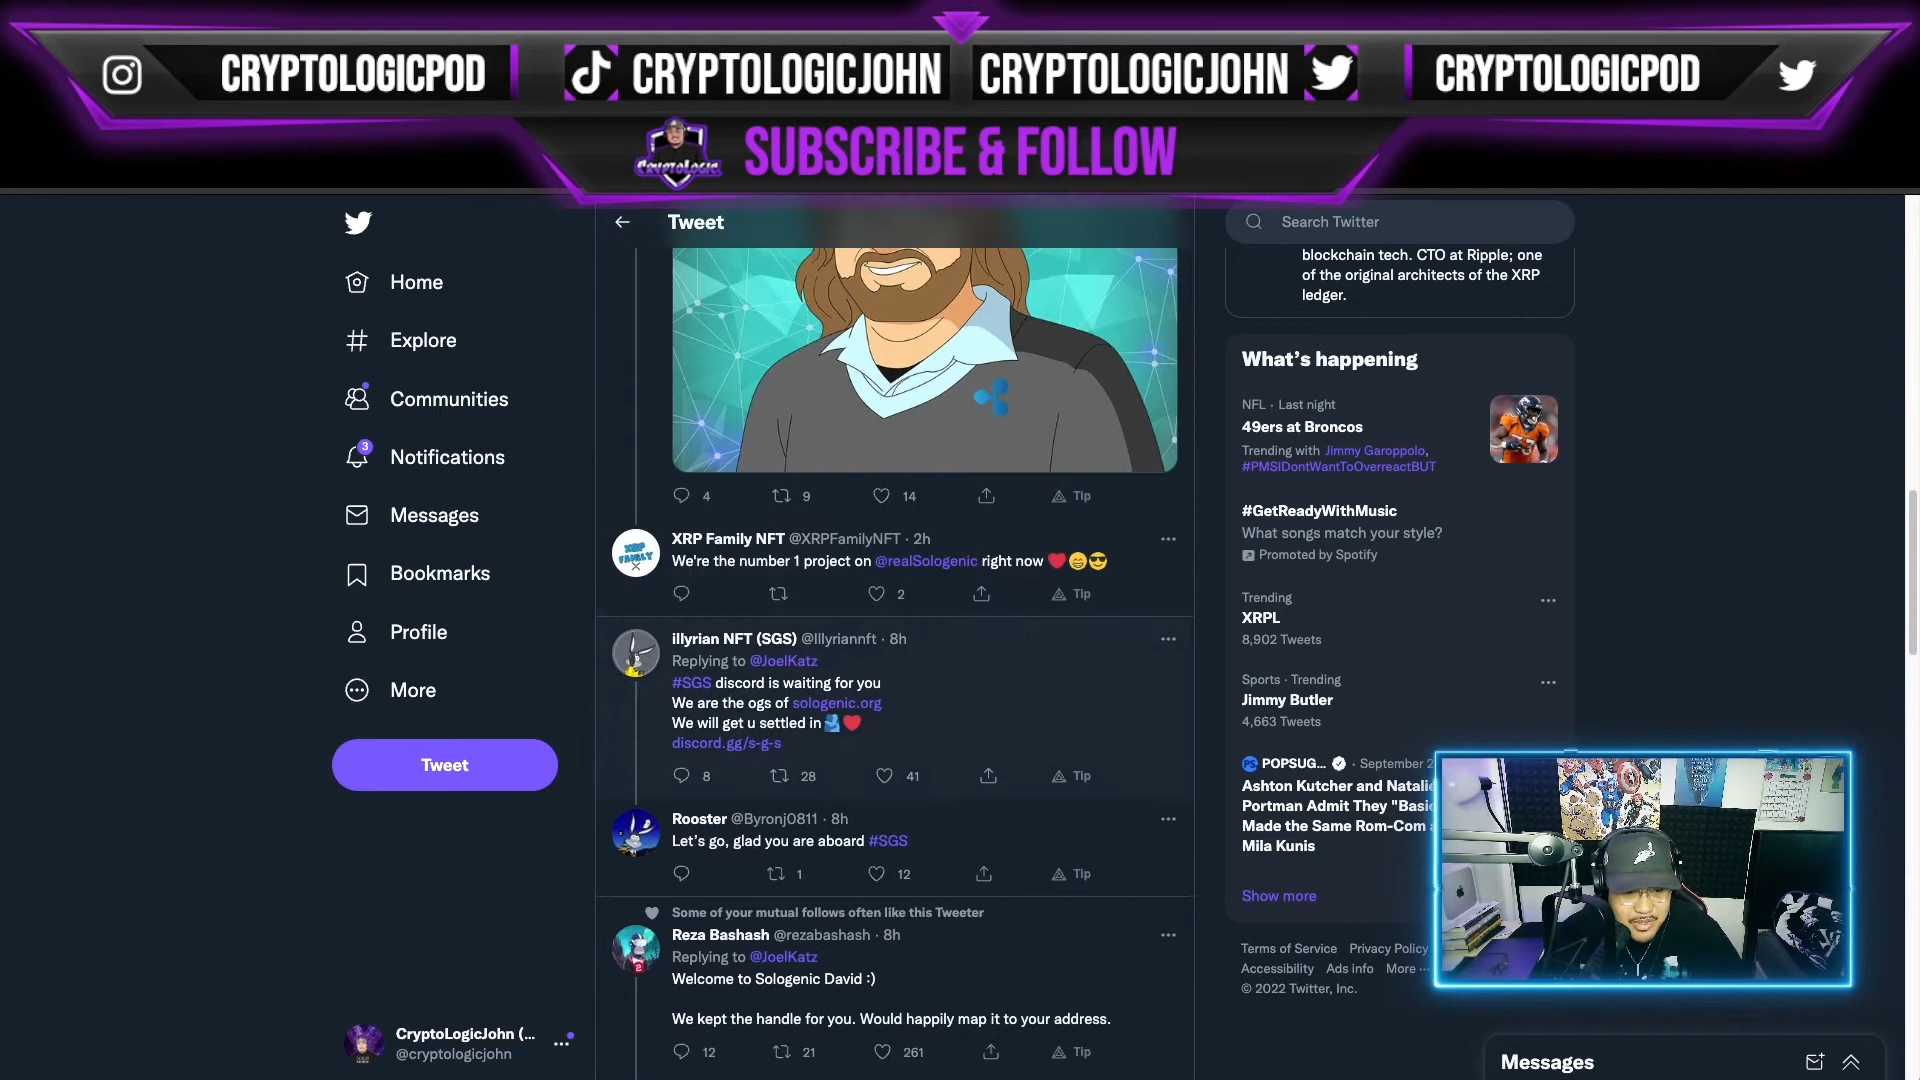 CRYPTOLOGICPOD
CRYPTOLOGICJOHN
CRYPTOLOGICJOHN
CRYPTOLOGICPOD
CRYPTOLOGIC
SUBSCRIBE & FOLLOW
Home
Explore
Communities
3
Notifications
Messages
Bookmarks
Profile
More
Tweet
CryptoLogicJohn (...
@cryptologicjohn
Tweet
4 9 14 Tip
XRP FAMILY
XRP Family NFT @XRPFamilyNFT · 2h
We're the number 1 project on @realSologenic right now ❤️😁😎
2 Tip
illyrian NFT (SGS) @Illyriannft · 8h
Replying to @JoelKatz
#SGS discord is waiting for you
We are the ogs of sologenic.org
We will get u settled in🫂❤️
discord.gg/s-g-s
8 28 41 Tip
Rooster @Byronj0811 · 8h
Let's go, glad you are aboard #SGS
1 12 Tip
Some of your mutual follows often like this Tweeter
Reza Bashash @rezabashash · 8h
Replying to @JoelKatz
Welcome to Sologenic David :)
We kept the handle for you. Would happily map it to your address.
12 21 261 Tip
Search Twitter
blockchain tech. CTO at Ripple; one
of the original architects of the XRP
ledger.
What's happening
NFL · Last night
49ers at Broncos
Trending with Jimmy Garoppolo,
#PMSIDontWantToOverreactBUT
#GetReadyWithMusic
What songs match your style?
Promoted by Spotify
Trending
XRPL
8,902 Tweets
Sports · Trending
Jimmy Butler
4,663 Tweets
PS. POPSUG... · September 2
Ashton Kutcher and Natalie
Portman Admit They "Basic
Made the Same Rom-Com
Mila Kunis
Show more
Terms of Service Privacy Policy
Accessibility Ads info More ...
© 2022 Twitter, Inc.
Messages